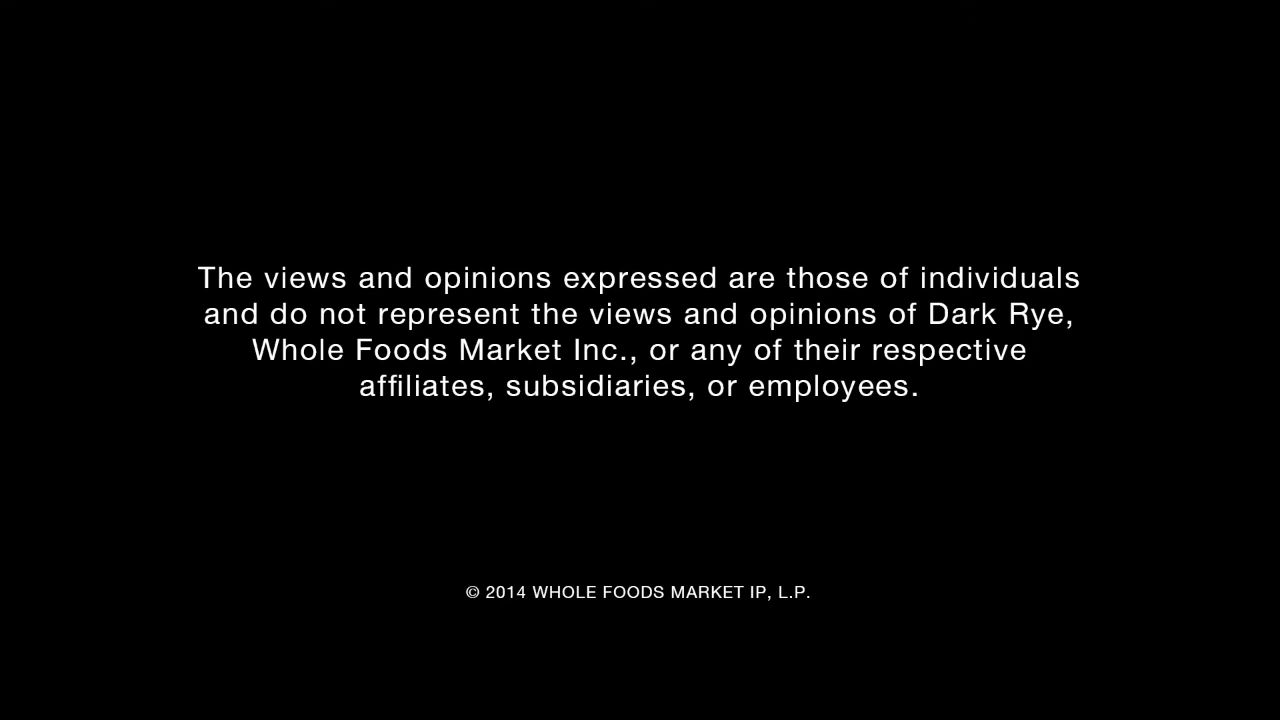 The views and opinions expressed are those of individuals
and do not represent the views and opinions of Dark Rye,
Whole Foods Market Inc., or any of their respective
affiliates, subsidiaries, or employees.
© 2014 WHOLE FOODS MARKET IP, L.P.